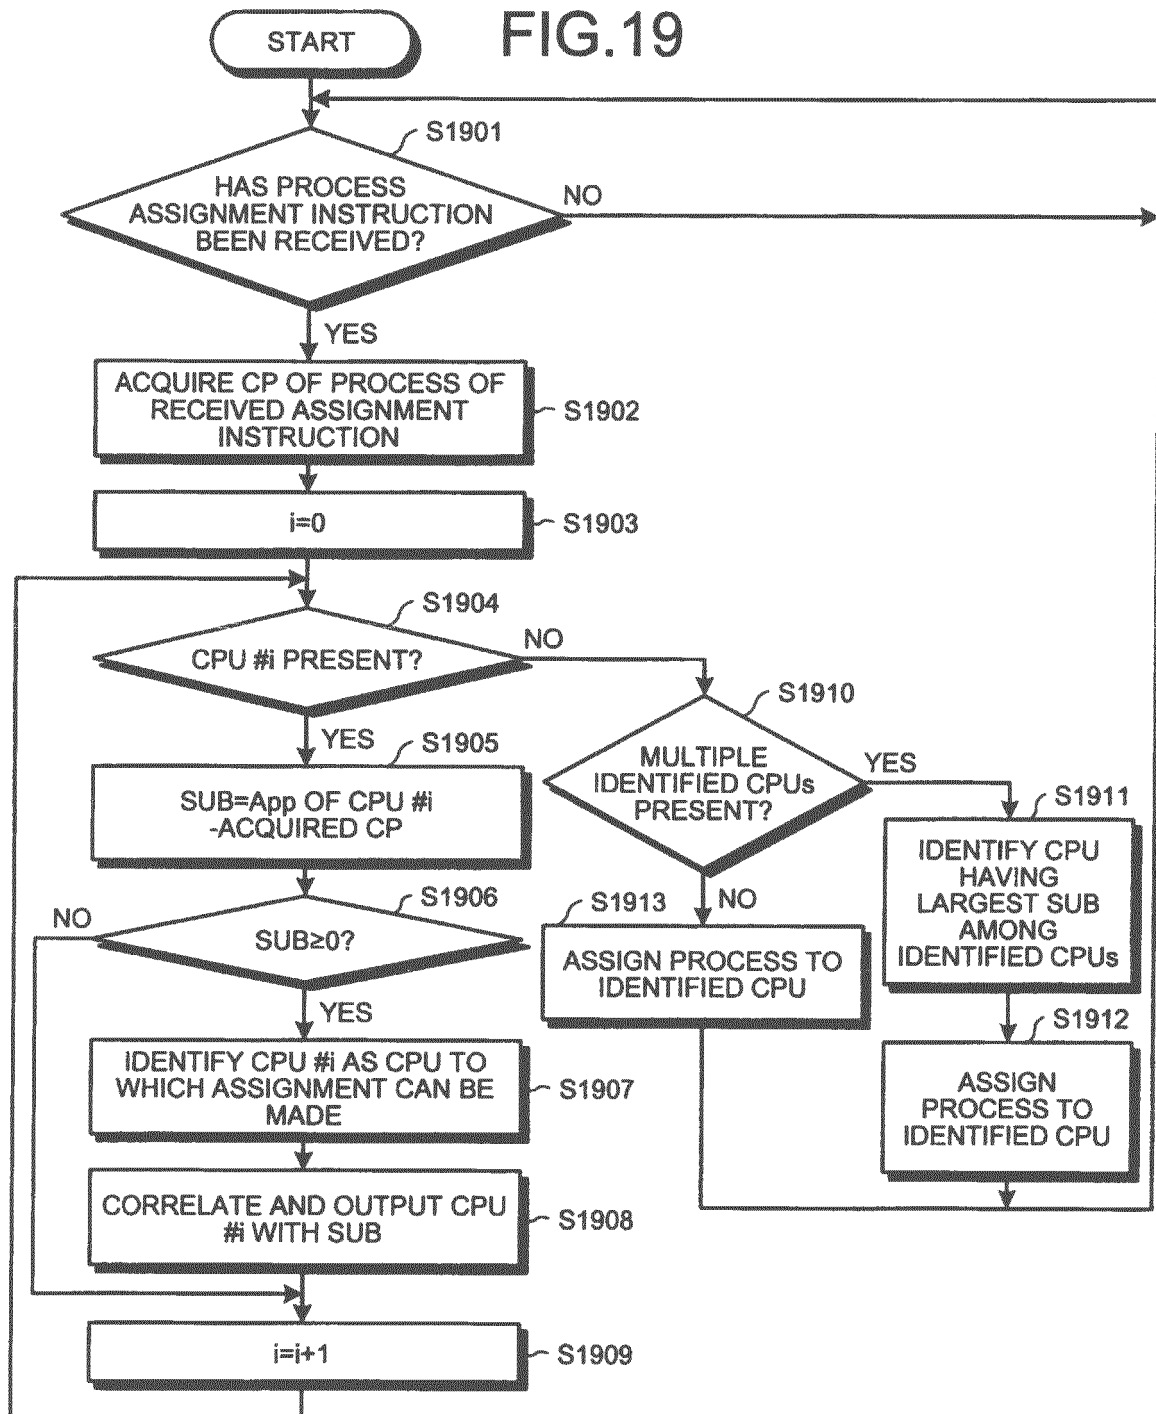 FIG.19
START
S1901
HAS PROCESS
ASSIGNMENT INSTRUCTION
BEEN RECEIVED?
NO
YES
ACQUIRE CP OF PROCESS OF
RECEIVED ASSIGNMENT
INSTRUCTION
S1902
i=0
S1903
S1904
CPU #i PRESENT?
NO
YES
S1905
SUB=App OF CPU #i
-ACQUIRED CP
S1906
SUB≥0?
NO
YES
IDENTIFY CPU #i AS CPU TO
WHICH ASSIGNMENT CAN BE
MADE
S1907
CORRELATE AND OUTPUT CPU
#i WITH SUB
S1908
i=i+1
S1909
S1910
MULTIPLE
IDENTIFIED CPUs
PRESENT?
YES
NO
S1911
IDENTIFY CPU
HAVING
LARGEST SUB
AMONG
IDENTIFIED CPUs
S1912
ASSIGN
PROCESS TO
IDENTIFIED CPU
S1913
ASSIGN PROCESS TO
IDENTIFIED CPU